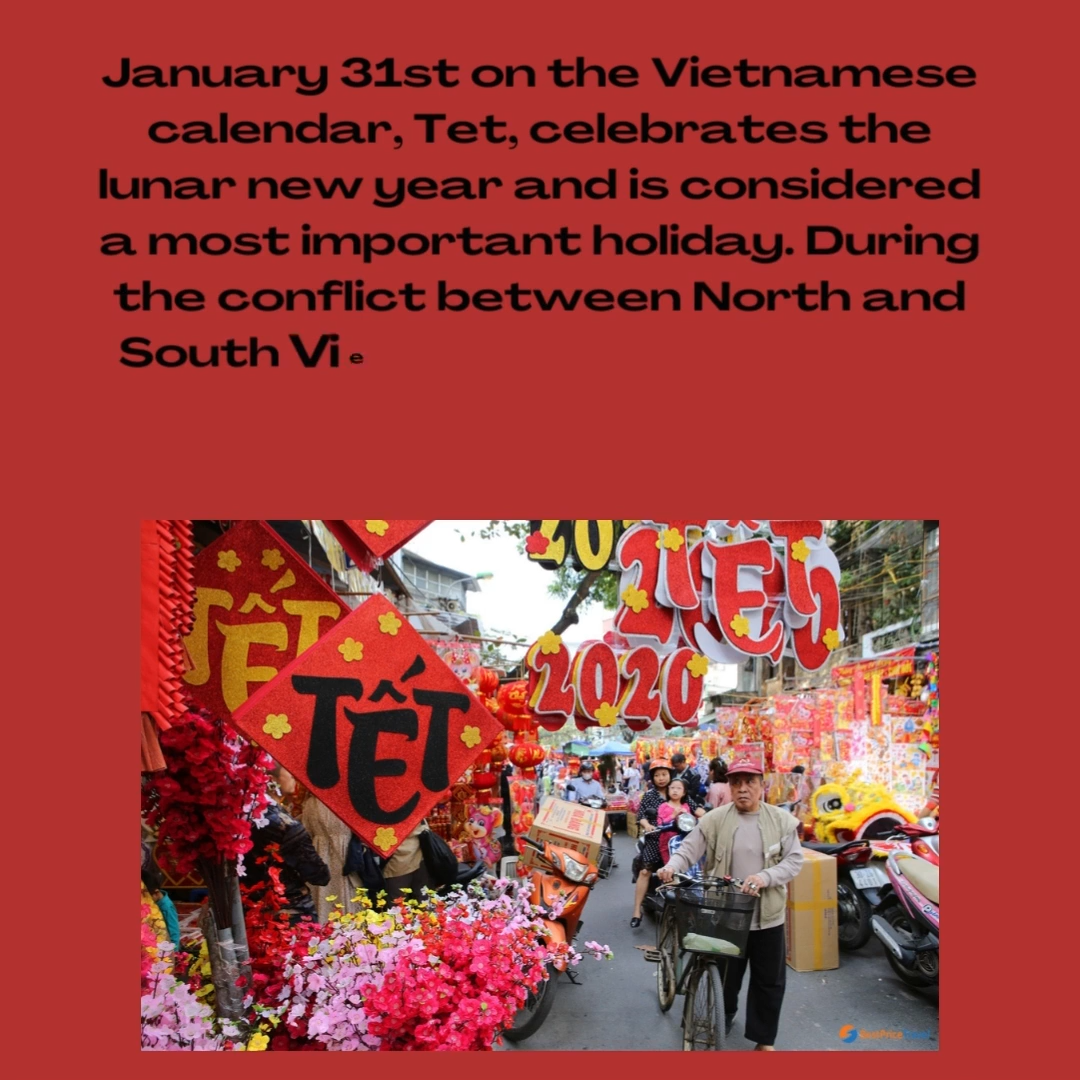 January 31st on the Vietnamese
calendar, Tet, celebrates the
lunar new year and is considered
a most important holiday. During
the conflict between North and
South Vie
TẾT
TẾT
TẾT
2020